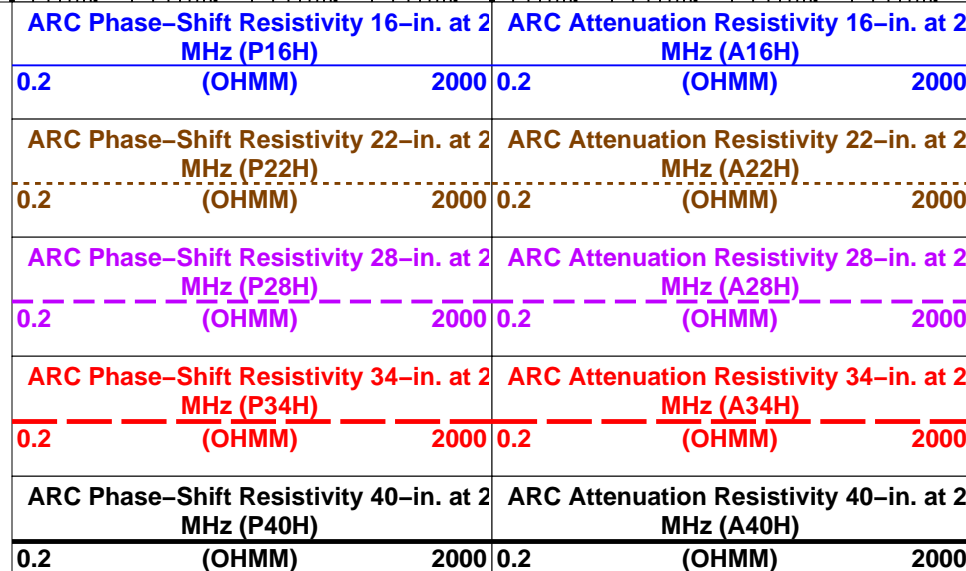 ARC Phase–Shift Resistivity 16–in. at 2 ARC Attenuation Resistivity 16–in. at 2
MHz (P16H) MHz (A16H)
0.2 (OHMM) 2000 0.2 (OHMM) 2000
ARC Phase–Shift Resistivity 22–in. at 2 ARC Attenuation Resistivity 22–in. at 2
MHz (P22H) MHz (A22H)
0.2 (OHMM) 2000 0.2 (OHMM) 2000
ARC Phase–Shift Resistivity 28–in. at 2 ARC Attenuation Resistivity 28–in. at 2
MHz (P28H) MHz (A28H)
0.2 (OHMM) 2000 0.2 (OHMM) 2000
ARC Phase–Shift Resistivity 34–in. at 2 ARC Attenuation Resistivity 34–in. at 2
MHz (P34H) MHz (A34H)
0.2 (OHMM) 2000 0.2 (OHMM) 2000
ARC Phase–Shift Resistivity 40–in. at 2 ARC Attenuation Resistivity 40–in. at 2
MHz (P40H) MHz (A40H)
0.2 (OHMM) 2000 0.2 (OHMM) 2000